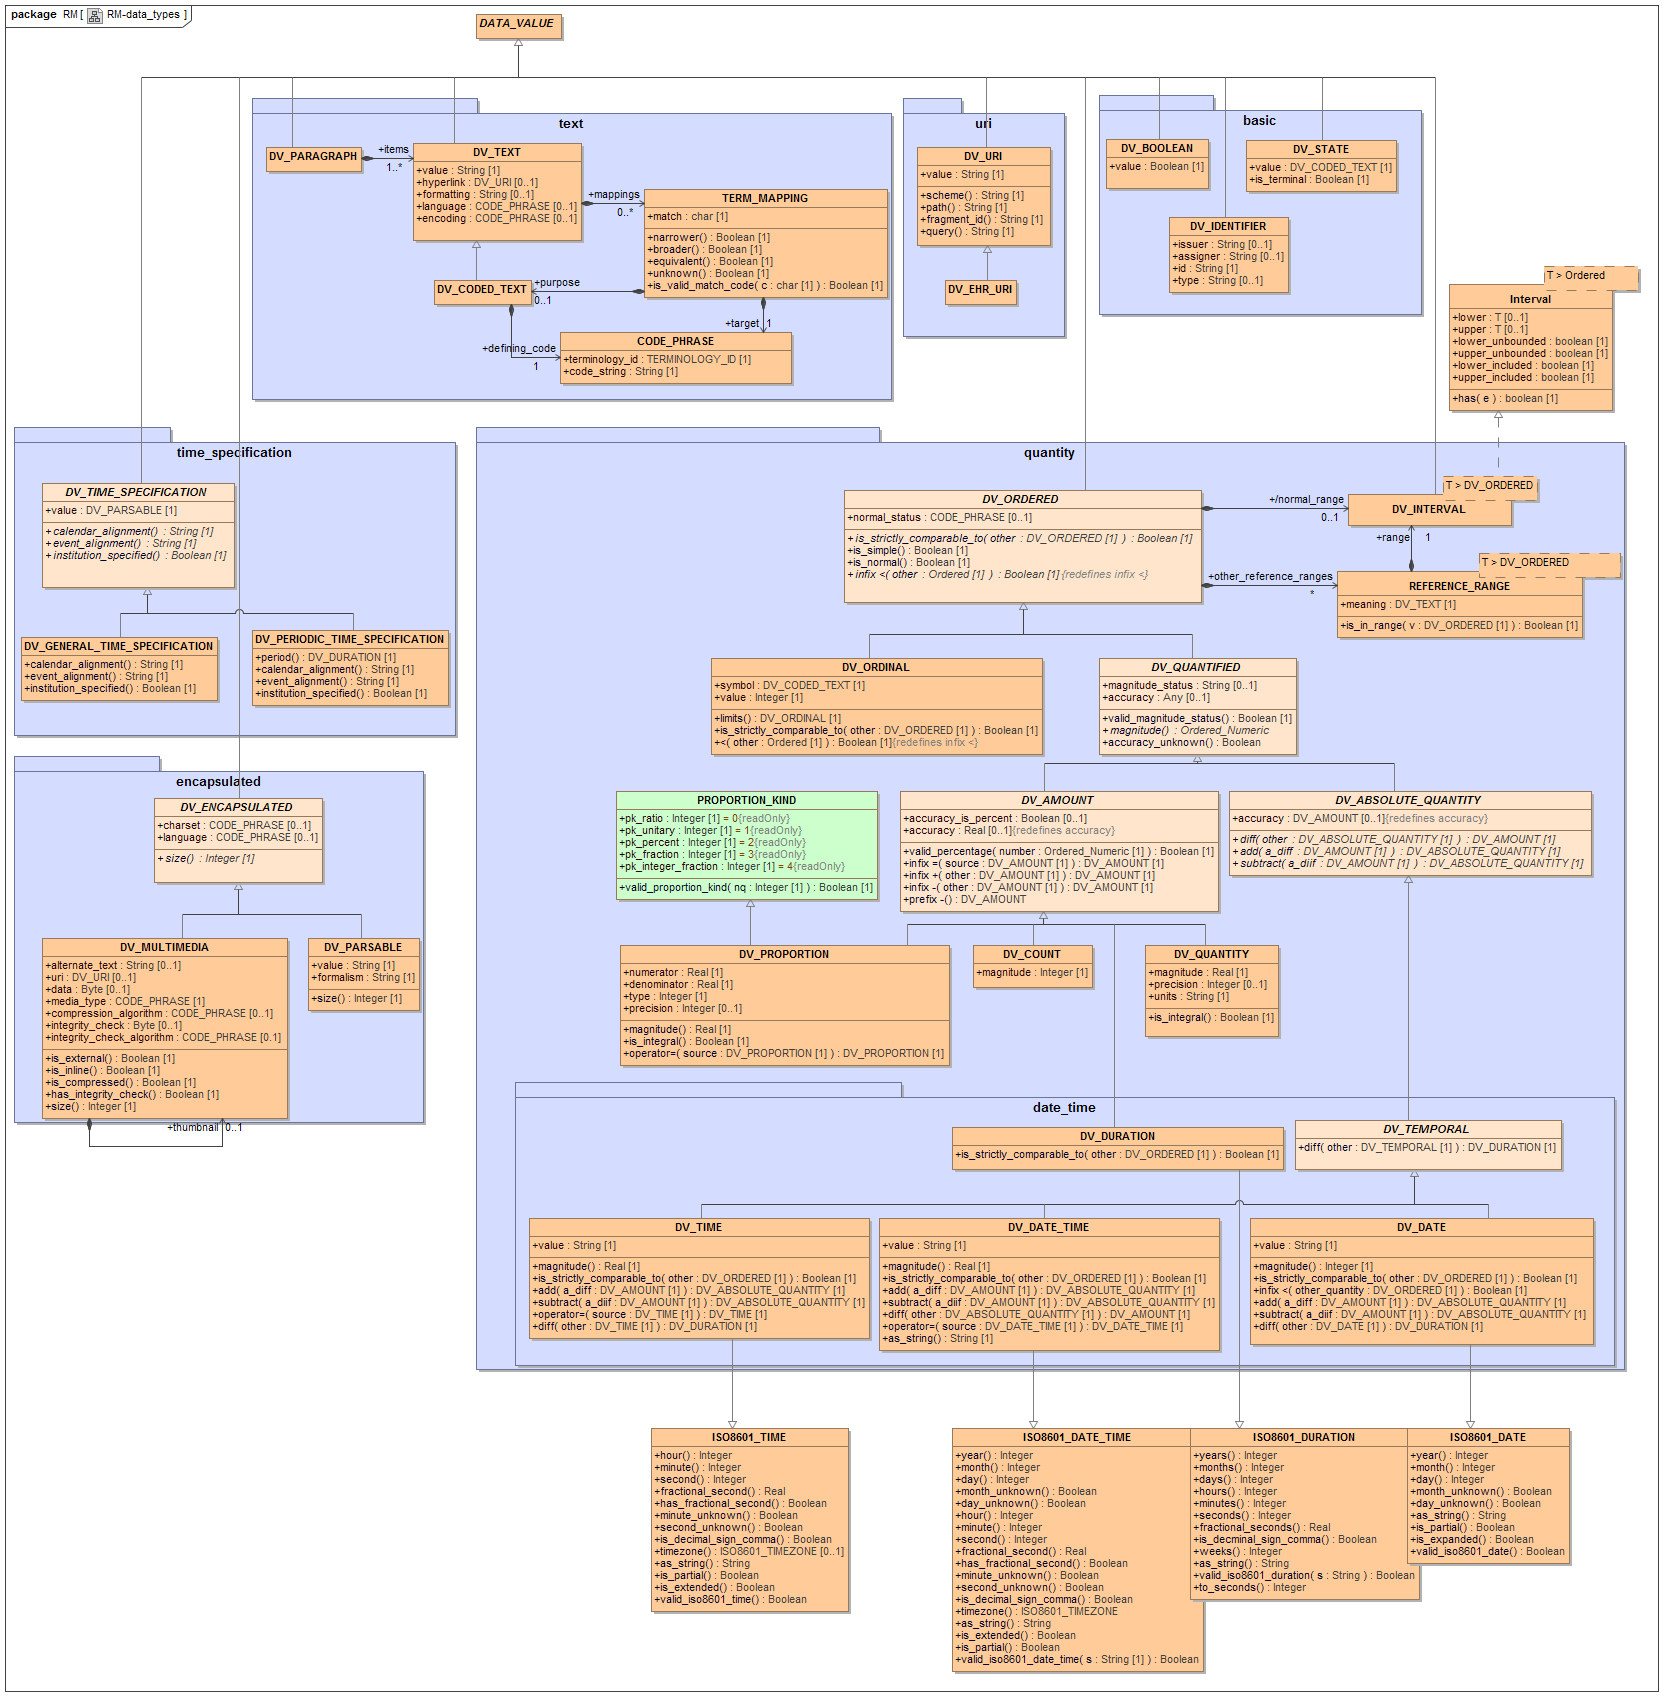 package RM [ RM-data_types ]
DATA_VALUE
text
DV_PARAGRAPH
+items
1..*
DV_TEXT
+value : String [1]
+hyperlink : DV_URI [0..1]
+formatting : String [0..1]
+language : CODE_PHRASE [0..1]
+encoding : CODE_PHRASE [0..1]
+mappings
0..*
TERM_MAPPING
+match : char [1]
+narrower() : Boolean [1]
+broader() : Boolean [1]
+equivalent() : Boolean [1]
+unknown() : Boolean [1]
+is_valid_match_code( c : char [1] ) : Boolean [1]
DV_CODED_TEXT
+purpose
0..1
+target
1
+defining_code
1
CODE_PHRASE
+terminology_id : TERMINOLOGY_ID [1]
+code_string : String [1]
uri
DV_URI
+value : String [1]
+scheme() : String [1]
+path() : String [1]
+fragment_id() : String [1]
+query() : String [1]
DV_EHR_URI
basic
DV_BOOLEAN
+value : Boolean [1]
DV_STATE
+value : DV_CODED_TEXT [1]
+is_terminal : Boolean [1]
DV_IDENTIFIER
+issuer : String [0..1]
+assigner : String [0..1]
+id : String [1]
+type : String [0..1]
T > Ordered
Interval
+lower : T [0..1]
+upper : T [0..1]
+lower_unbounded : boolean [1]
+upper_unbounded : boolean [1]
+lower_included : boolean [1]
+upper_included : boolean [1]
+has( e ) : boolean [1]
time_specification
DV_TIME_SPECIFICATION
+value : DV_PARSABLE [1]
+calendar_alignment() : String [1]
+event_alignment() : String [1]
+institution_specified() : Boolean [1]
DV_GENERAL_TIME_SPECIFICATION
+calendar_alignment() : String [1]
+event_alignment() : String [1]
+institution_specified() : Boolean [1]
DV_PERIODIC_TIME_SPECIFICATION
+period() : DV_DURATION [1]
+calendar_alignment() : String [1]
+event_alignment() : String [1]
+institution_specified() : Boolean [1]
encapsulated
DV_ENCAPSULATED
+charset : CODE_PHRASE [0..1]
+language : CODE_PHRASE [0..1]
+size() : Integer [1]
DV_MULTIMEDIA
+alternate_text : String [0..1]
+uri : DV_URI [0..1]
+data : Byte [0..1]
+media_type : CODE_PHRASE [1]
+compression_algorithm : CODE_PHRASE [0..1]
+integrity_check : Byte [0..1]
+integrity_check_algorithm : CODE_PHRASE [0.1]
+is_external() : Boolean [1]
+is_inline() : Boolean [1]
+is_compressed() : Boolean [1]
+has_integrity_check() : Boolean [1]
+size() : Integer [1]
+thumbnail
0..1
DV_PARSABLE
+value : String [1]
+formalism : String [1]
+size() : Integer [1]
quantity
DV_ORDERED
+normal_status : CODE_PHRASE [0..1]
+is_strictly_comparable_to( other : DV_ORDERED [1] ) : Boolean [1]
+is_simple() : Boolean [1]
+is_normal() : Boolean [1]
+infix <( other : Ordered [1] ) : Boolean [1]{redefines infix <}
+/normal_range
0..1
T > DV_ORDERED
DV_INTERVAL
+range
1
+other_reference_ranges
*
T > DV_ORDERED
REFERENCE_RANGE
+meaning : DV_TEXT [1]
+is_in_range( v : DV_ORDERED [1] ) : Boolean [1]
DV_ORDINAL
+symbol : DV_CODED_TEXT [1]
+value : Integer [1]
+limits() : DV_ORDINAL [1]
+is_strictly_comparable_to( other : DV_ORDERED [1] ) : Boolean [1]
+<( other : Ordered [1] ) : Boolean [1]{redefines infix <}
DV_QUANTIFIED
+magnitude_status : String [0..1]
+accuracy : Any [0..1]
+valid_magnitude_status() : Boolean [1]
+magnitude() : Ordered_Numeric
+accuracy_unknown() : Boolean
PROPORTION_KIND
+pk_ratio : Integer [1] = 0{readOnly}
+pk_unitary : Integer [1] = 1{readOnly}
+pk_percent : Integer [1] = 2{readOnly}
+pk_fraction : Integer [1] = 3{readOnly}
+pk_integer_fraction : Integer [1] = 4{readOnly}
+valid_proportion_kind( nq : Integer [1] ) : Boolean [1]
DV_AMOUNT
+accuracy_is_percent : Boolean [0..1]
+accuracy : Real [0..1]{redefines accuracy}
+valid_percentage( number : Ordered_Numeric [1] ) : Boolean [1]
+infix =( source : DV_AMOUNT [1] ) : DV_AMOUNT [1]
+infix +( other : DV_AMOUNT [1] ) : DV_AMOUNT [1]
+infix -( other : DV_AMOUNT [1] ) : DV_AMOUNT [1]
+prefix -() : DV_AMOUNT
DV_ABSOLUTE_QUANTITY
+accuracy : DV_AMOUNT [0..1]{redefines accuracy}
+diff( other : DV_ABSOLUTE_QUANTITY [1] ) : DV_AMOUNT [1]
+add( a_diff : DV_AMOUNT [1] ) : DV_ABSOLUTE_QUANTITY [1]
+subtract( a_diif : DV_AMOUNT [1] ) : DV_ABSOLUTE_QUANTITY [1]
DV_PROPORTION
+numerator : Real [1]
+denominator : Real [1]
+type : Integer [1]
+precision : Integer [0..1]
+magnitude() : Real [1]
+is_integral() : Boolean [1]
+operator=( source : DV_PROPORTION [1] ) : DV_PROPORTION [1]
DV_COUNT
+magnitude : Integer [1]
DV_QUANTITY
+magnitude : Real [1]
+precision : Integer [0..1]
+units : String [1]
+is_integral() : Boolean [1]
date_time
DV_DURATION
+is_strictly_comparable_to( other : DV_ORDERED [1] ) : Boolean [1]
DV_TEMPORAL
+diff( other : DV_TEMPORAL [1] ) : DV_DURATION [1]
DV_TIME
+value : String [1]
+magnitude() : Real [1]
+is_strictly_comparable_to( other : DV_ORDERED [1] ) : Boolean [1]
+add( a_diff : DV_AMOUNT [1] ) : DV_ABSOLUTE_QUANTITY [1]
+subtract( a_diif : DV_AMOUNT [1] ) : DV_ABSOLUTE_QUANTITY [1]
+operator=( source : DV_TIME [1] ) : DV_TIME [1]
+diff( other : DV_TIME [1] ) : DV_DURATION [1]
DV_DATE_TIME
+value : String [1]
+magnitude() : Real [1]
+is_strictly_comparable_to( other : DV_ORDERED [1] ) : Boolean [1]
+add( a_diff : DV_AMOUNT [1] ) : DV_ABSOLUTE_QUANTITY [1]
+subtract( a_diif : DV_AMOUNT [1] ) : DV_ABSOLUTE_QUANTITY [1]
+diff( other : DV_ABSOLUTE_QUANTITY [1] ) : DV_AMOUNT [1]
+operator=( source : DV_DATE_TIME [1] ) : DV_DATE_TIME [1]
+as_string() : String [1]
DV_DATE
+value : String [1]
+magnitude() : Integer [1]
+is_strictly_comparable_to( other : DV_ORDERED [1] ) : Boolean [1]
+infix <( other_quantity : DV_ORDERED [1] ) : Boolean [1]
+add( a_diff : DV_AMOUNT [1] ) : DV_ABSOLUTE_QUANTITY [1]
+subtract( a_diif : DV_AMOUNT [1] ) : DV_ABSOLUTE_QUANTITY [1]
+diff( other : DV_DATE [1] ) : DV_DURATION [1]
ISO8601_TIME
+hour() : Integer
+minute() : Integer
+second() : Integer
+fractional_second() : Real
+has_fractional_second() : Boolean
+minute_unknown() : Boolean
+second_unknown() : Boolean
+is_decimal_sign_comma() : Boolean
+timezone() : ISO8601_TIMEZONE [0..1]
+as_string() : String
+is_partial() : Boolean
+is_extended() : Boolean
+valid_iso8601_time() : Boolean
ISO8601_DATE_TIME
+year() : Integer
+month() : Integer
+day() : Integer
+month_unknown() : Boolean
+day_unknown() : Boolean
+hour() : Integer
+minute() : Integer
+second() : Integer
+fractional_second() : Real
+has_fractional_second() : Boolean
+minute_unknown() : Boolean
+second_unknown() : Boolean
+is_decimal_sign_comma() : Boolean
+timezone() : ISO8601_TIMEZONE
+as_string() : String
+is_extended() : Boolean
+is_partial() : Boolean
+valid_iso8601_date_time( s : String [1] ) : Boolean
ISO8601_DURATION
+years() : Integer
+months() : Integer
+days() : Integer
+hours() : Integer
+minutes() : Integer
+seconds() : Integer
+fractional_seconds() : Real
+is_decminal_sign_comma() : Boolean
+weeks() : Integer
+as_string() : String
+valid_iso8601_duration( s : String ) : Boolean
+to_seconds() : Integer
ISO8601_DATE
+year() : Integer
+month() : Integer
+day() : Integer
+month_unknown() : Boolean
+day_unknown() : Boolean
+as_string() : String
+is_partial() : Boolean
+is_expanded() : Boolean
+valid_iso8601_date() : Boolean